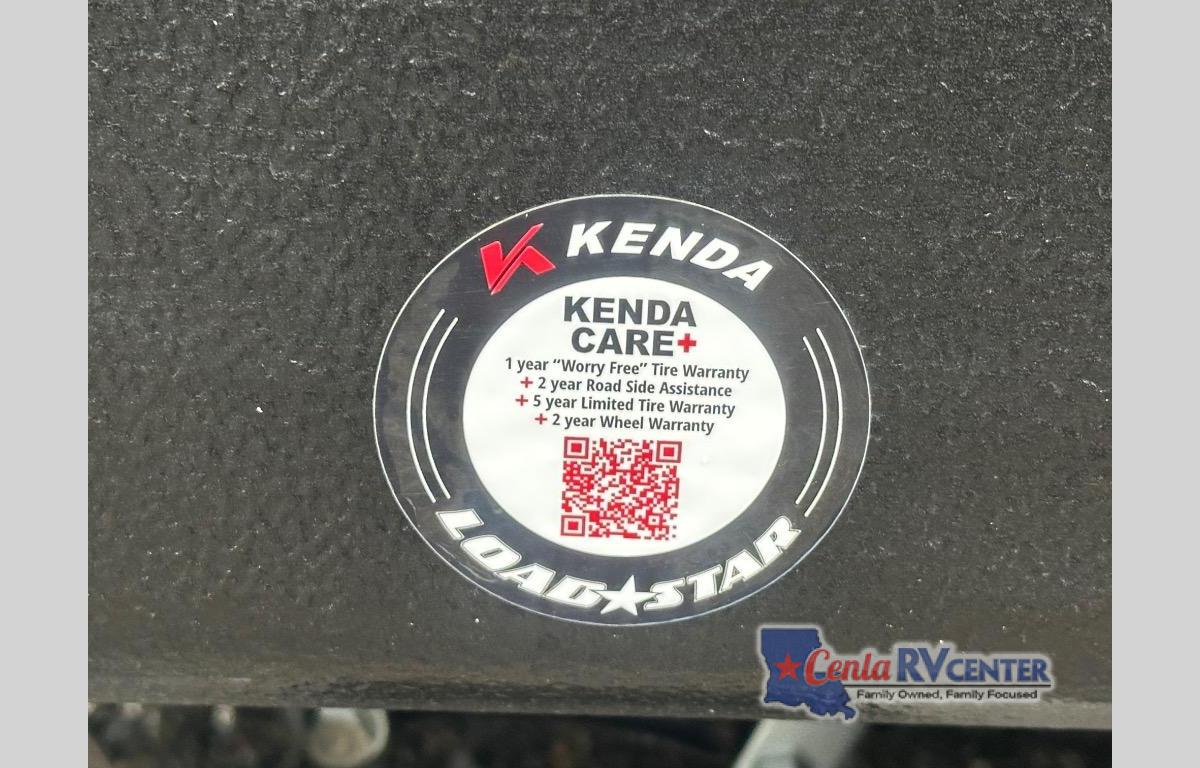 KENDA
KENDA
CARE+
1 year “Worry Free” Tire Warranty
+ 2 year Road Side Assistance
+ 5 year Limited Tire Warranty
+ 2 year Wheel Warranty
LOAD★STAR
Cenla RV CENTER
Family Owned, Family Focused